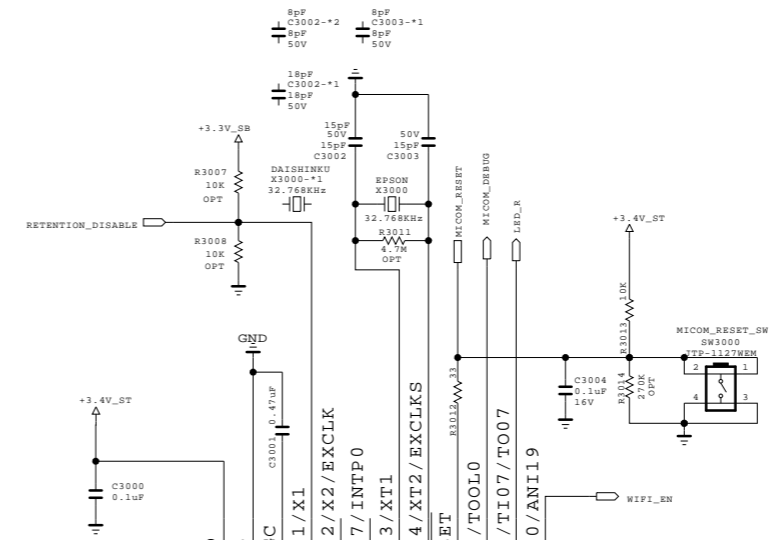 8pF
C3002-*2
8pF
50V
8pF
C3003-*1
8pF
50V
18pF
C3002-*1
18pF
50V
15pF
50V
15pF
C3002
50V
15pF
C3003
+3.3V_SB
R3007
10K
OPT
DAISHINKU
X3000-*1
32.768KHz
EPSON
X3000
32.768KHz
R3011
4.7M
OPT
RETENTION_DISABLE
R3008
10K
OPT
MICOM_RESET
MICOM_DEBUG
LED_R
+3.4V_ST
R3013 10K
MICOM_RESET_SW
SW3000
JTP-1127WEM
2
1
4
3
R3014
270K
OPT
C3004
0.1uF
16V
R3012 33
GND
C3001 0.47uF
+3.4V_ST
C3000
0.1uF
1/X1
2/X2/EXCLK
7/INTP0
3/XT1
4/XT2/EXCLKS
ET
/TOOL0
/TI07/TO07
0/ANI19
WIFI_EN